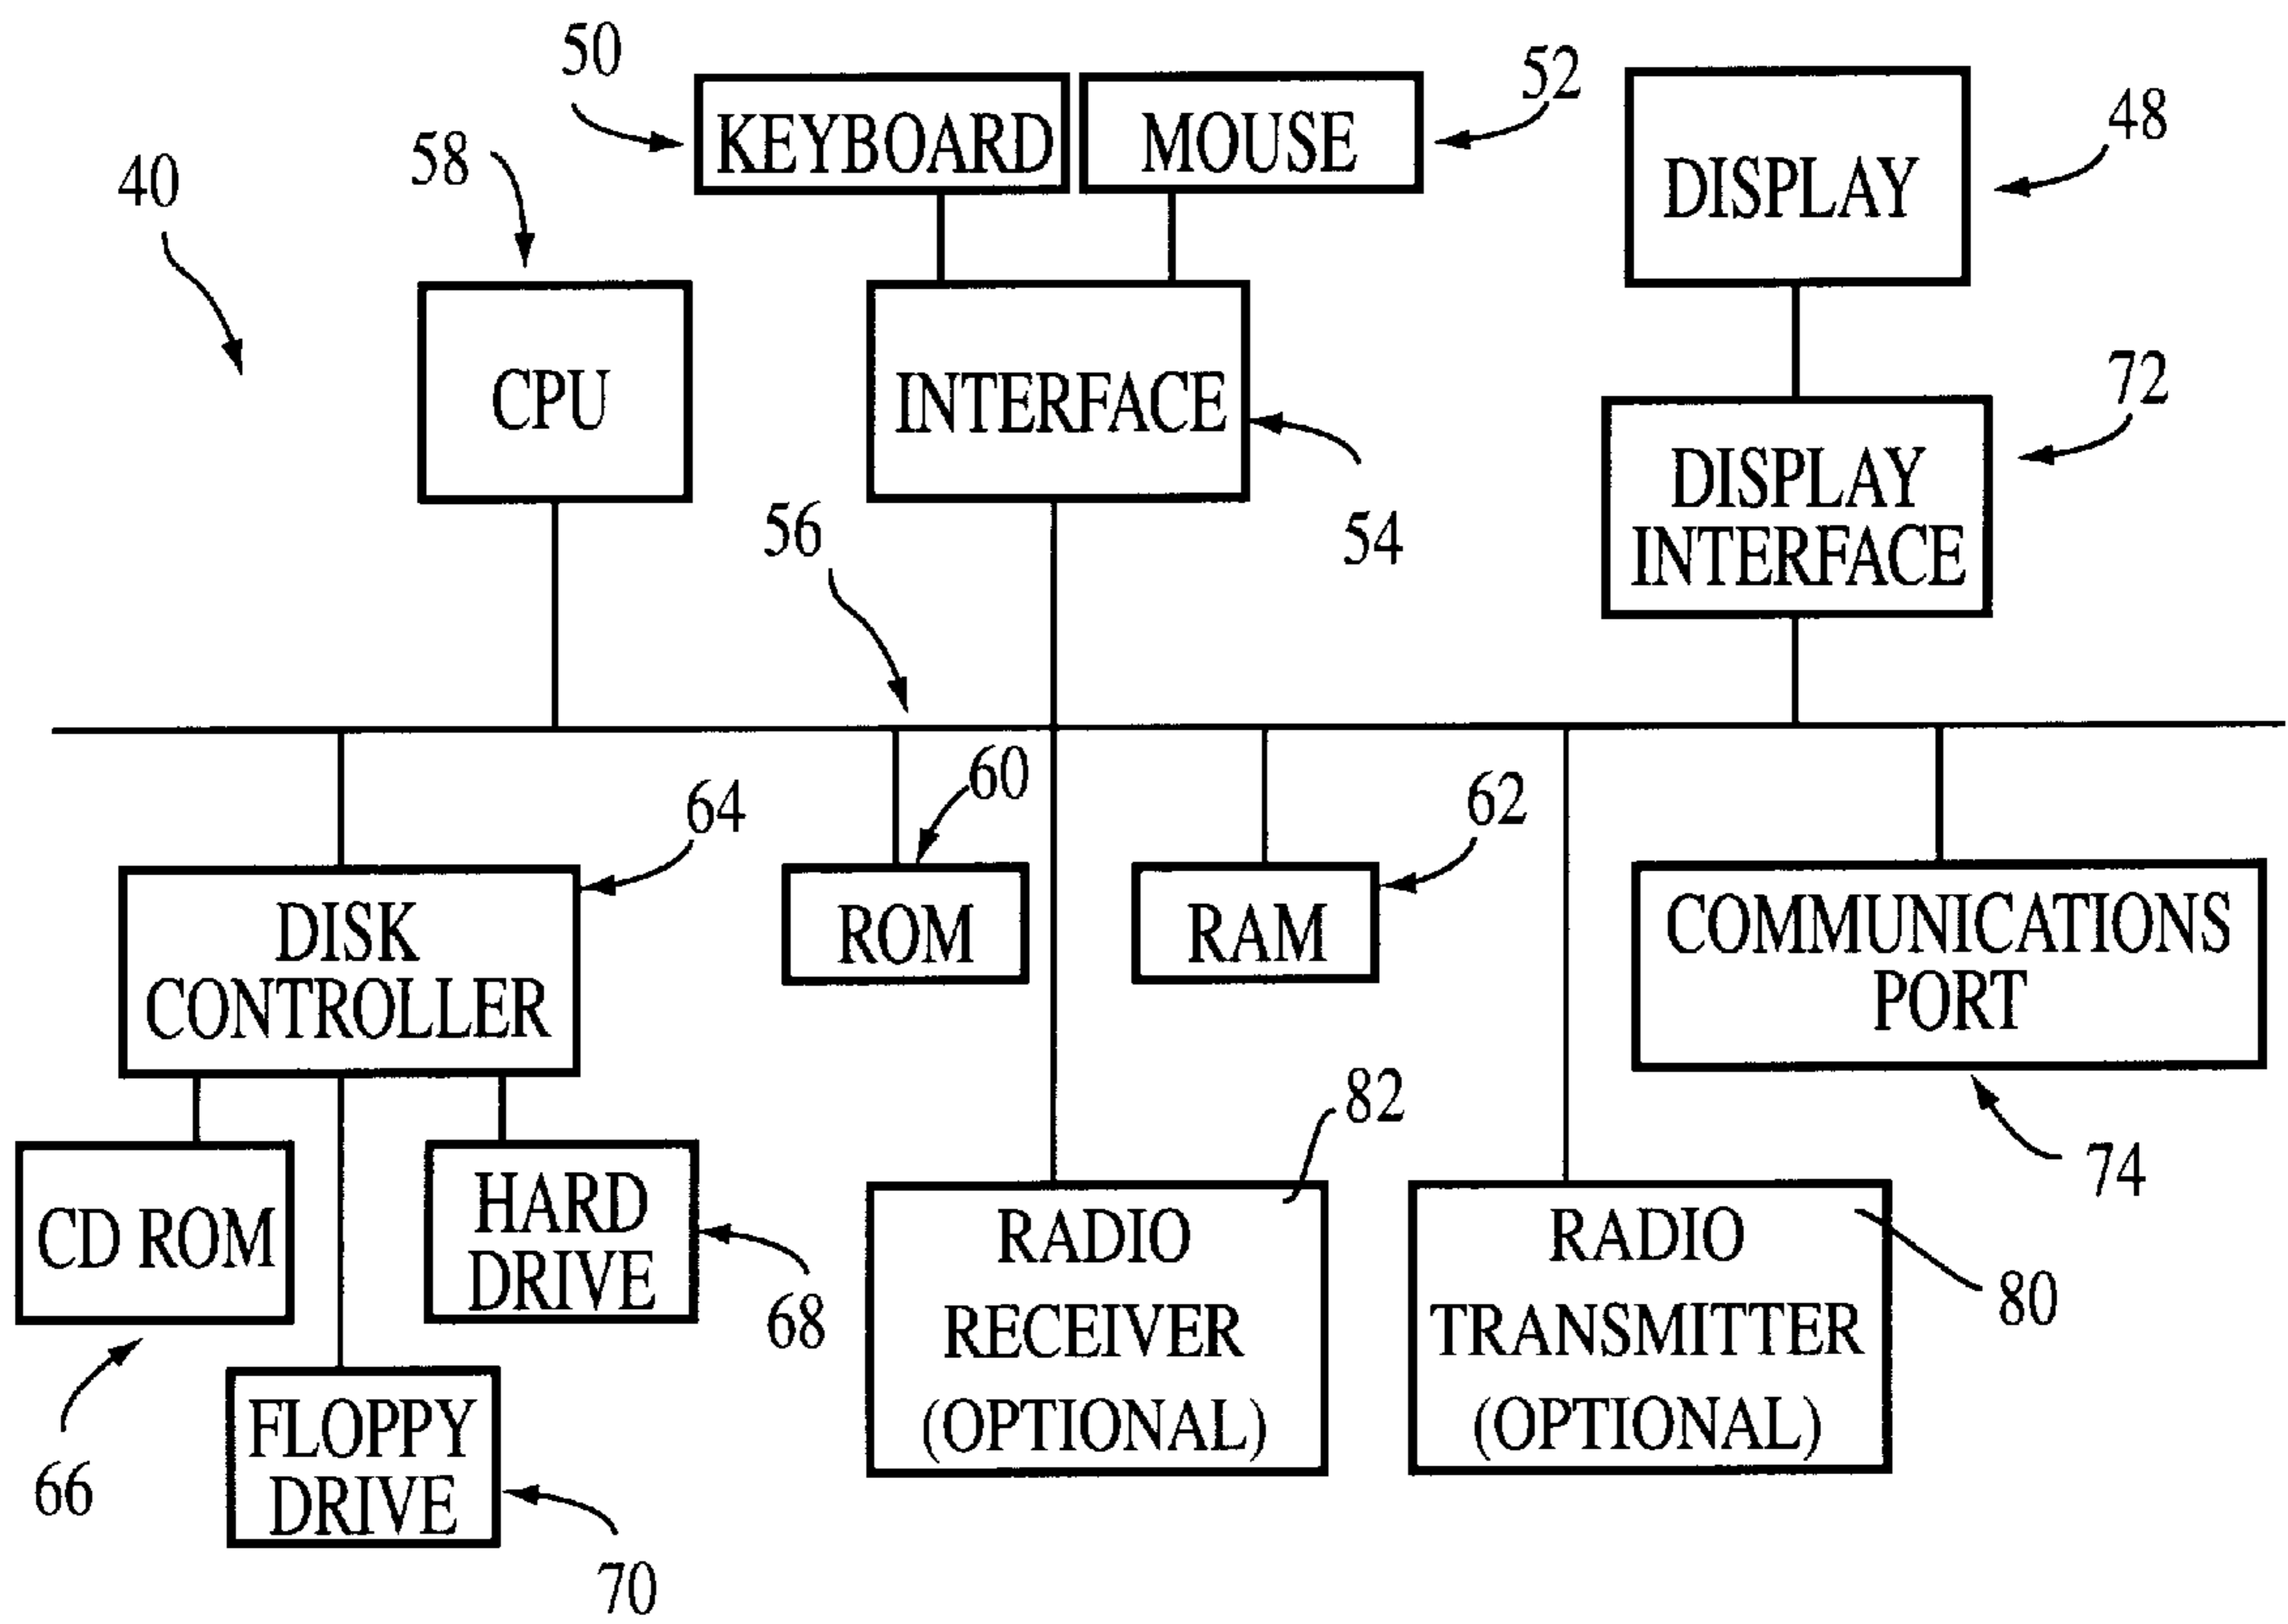 50
KEYBOARD
MOUSE
52
48
DISPLAY
58
40
CPU
INTERFACE
72
DISPLAY
INTERFACE
56
54
64
60
62
DISK
CONTROLLER
ROM
RAM
COMMUNICATIONS
PORT
82
74
CD ROM
HARD
DRIVE
68
RADIO
RECEIVER
(OPTIONAL)
RADIO
TRANSMITTER
(OPTIONAL)
80
66
FLOPPY
DRIVE
70